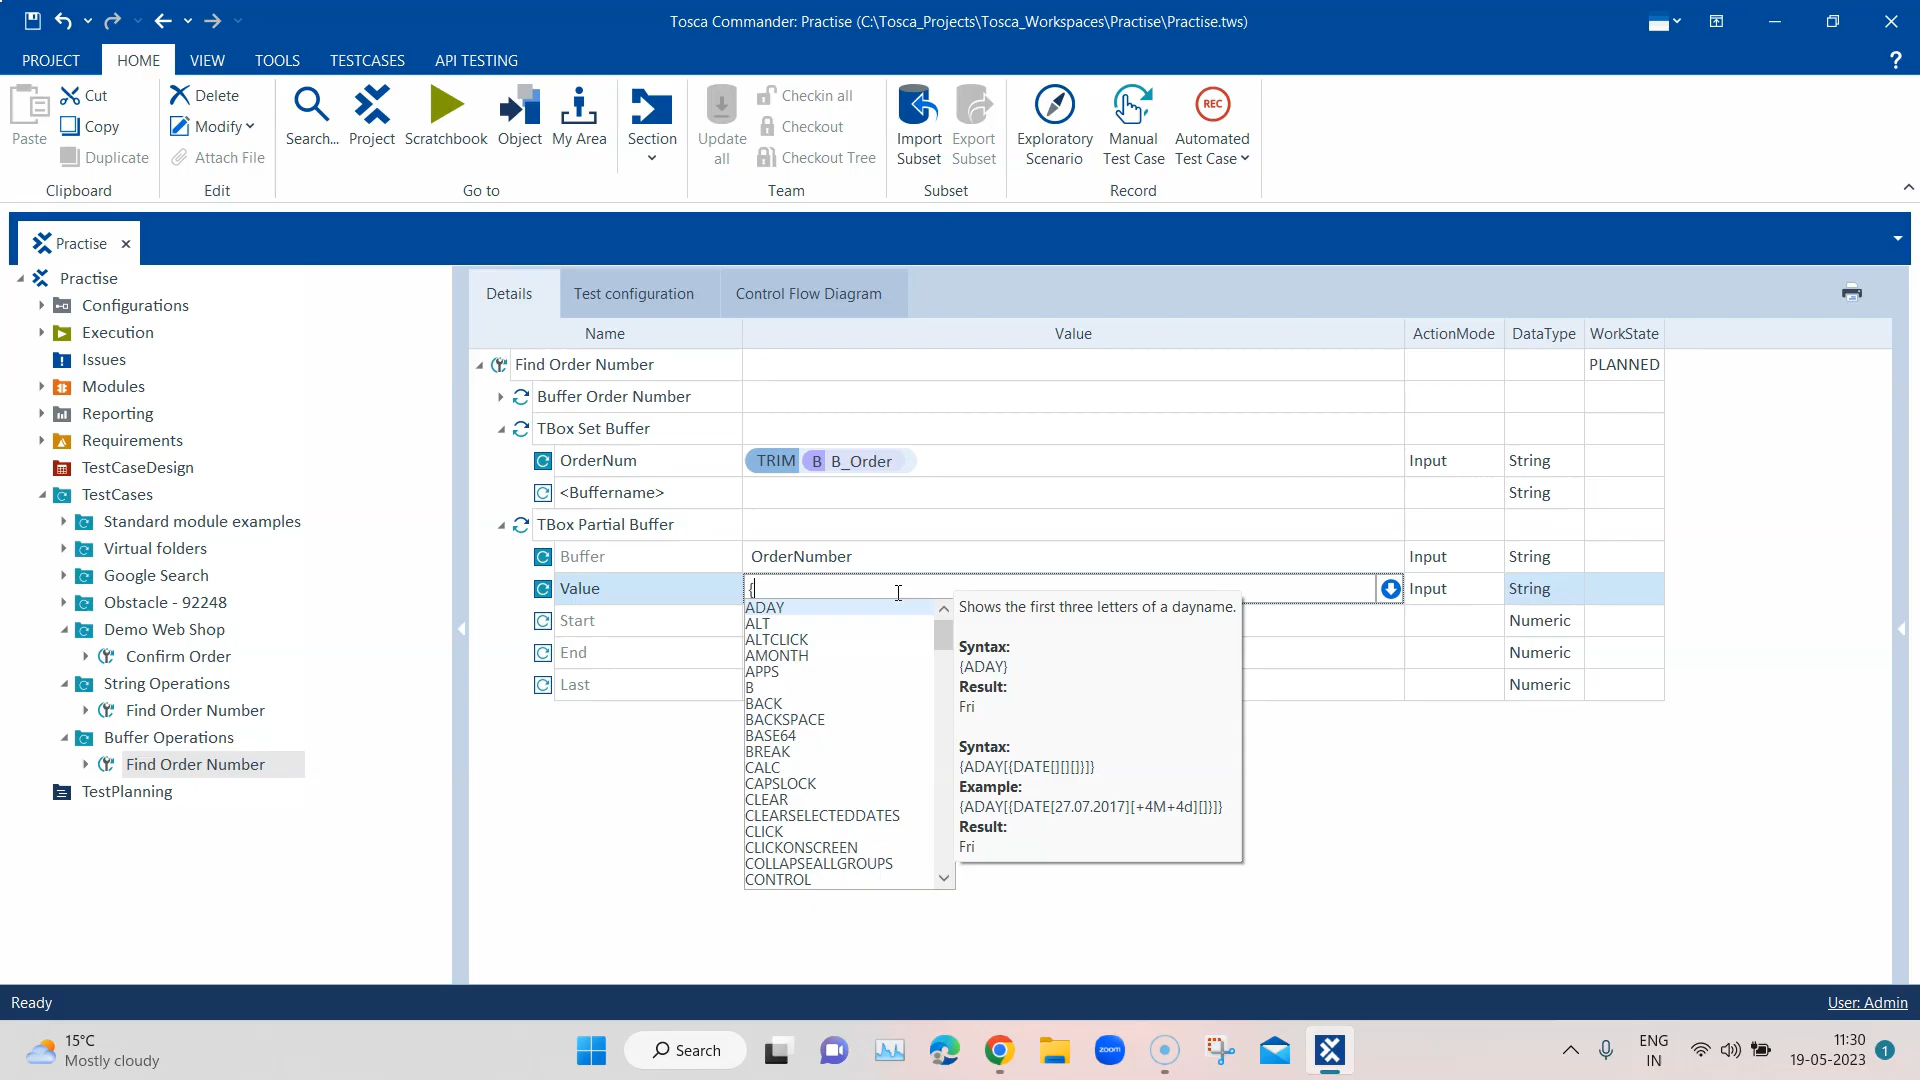 Tosca Commander: Practise (C:\Tosca_Projects\Tosca_Workspaces\Practise\Practise.tws)
PROJECT HOME VIEW TOOLS TESTCASES API TESTING ?
Paste Cut Copy Duplicate
Clipboard
Delete Modify Attach File
Edit
Search... Project Scratchbook Object My Area Section
Go to
Update all Checkin all Checkout Checkout Tree
Team
Import Subset Export Subset
Subset
Exploratory Scenario Manual Test Case REC Automated Test Case
Record
Practise
Practise
Configurations
Execution
Issues
Modules
Reporting
Requirements
TestCaseDesign
TestCases
Standard module examples
Virtual folders
Google Search
Obstacle - 92248
Demo Web Shop
Confirm Order
String Operations
Find Order Number
Buffer Operations
Find Order Number
TestPlanning
Details Test configuration Control Flow Diagram
Name Value ActionMode DataType WorkState
Find Order Number PLANNED
Buffer Order Number
TBox Set Buffer
OrderNum TRIM B B_Order Input String
<Buffername> String
TBox Partial Buffer
Buffer OrderNumber Input String
Value { Input String
Start Numeric
End Numeric
Last Numeric
ADAY
ALT
ALTCLICK
AMONTH
APPS
B
BACK
BACKSPACE
BASE64
BREAK
CALC
CAPSLOCK
CLEAR
CLEARSELECTEDDATES
CLICK
CLICKONSCREEN
COLLAPSEALLGROUPS
CONTROL
Shows the first three letters of a dayname.
Syntax:
{ADAY}
Result:
Fri
Syntax:
{ADAY[{DATE[][][]}]}
Example:
{ADAY[{DATE[27.07.2017][+4M+4d][]}]}
Result:
Fri
Ready User: Admin
15°C
Mostly cloudy
Search
zoom
ENG
IN
11:30
19-05-2023
1